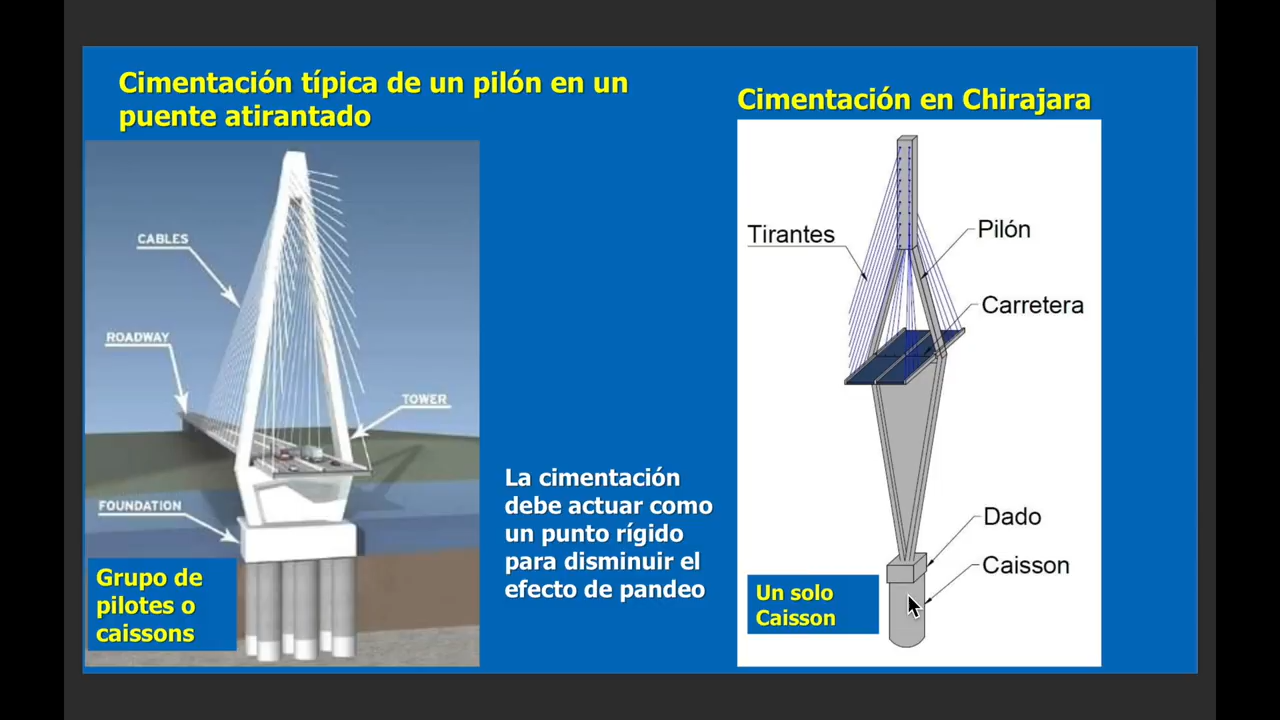 Cimentación típica de un pilón en un
puente atirantado
CABLES
ROADWAY
TOWER
FOUNDATION
Grupo de
pilotes o
caissons
La cimentación
debe actuar como
un punto rígido
para disminuir el
efecto de pandeo
Cimentación en Chirajara
Tirantes
Pilón
Carretera
Dado
Caisson
Un solo
Caisson